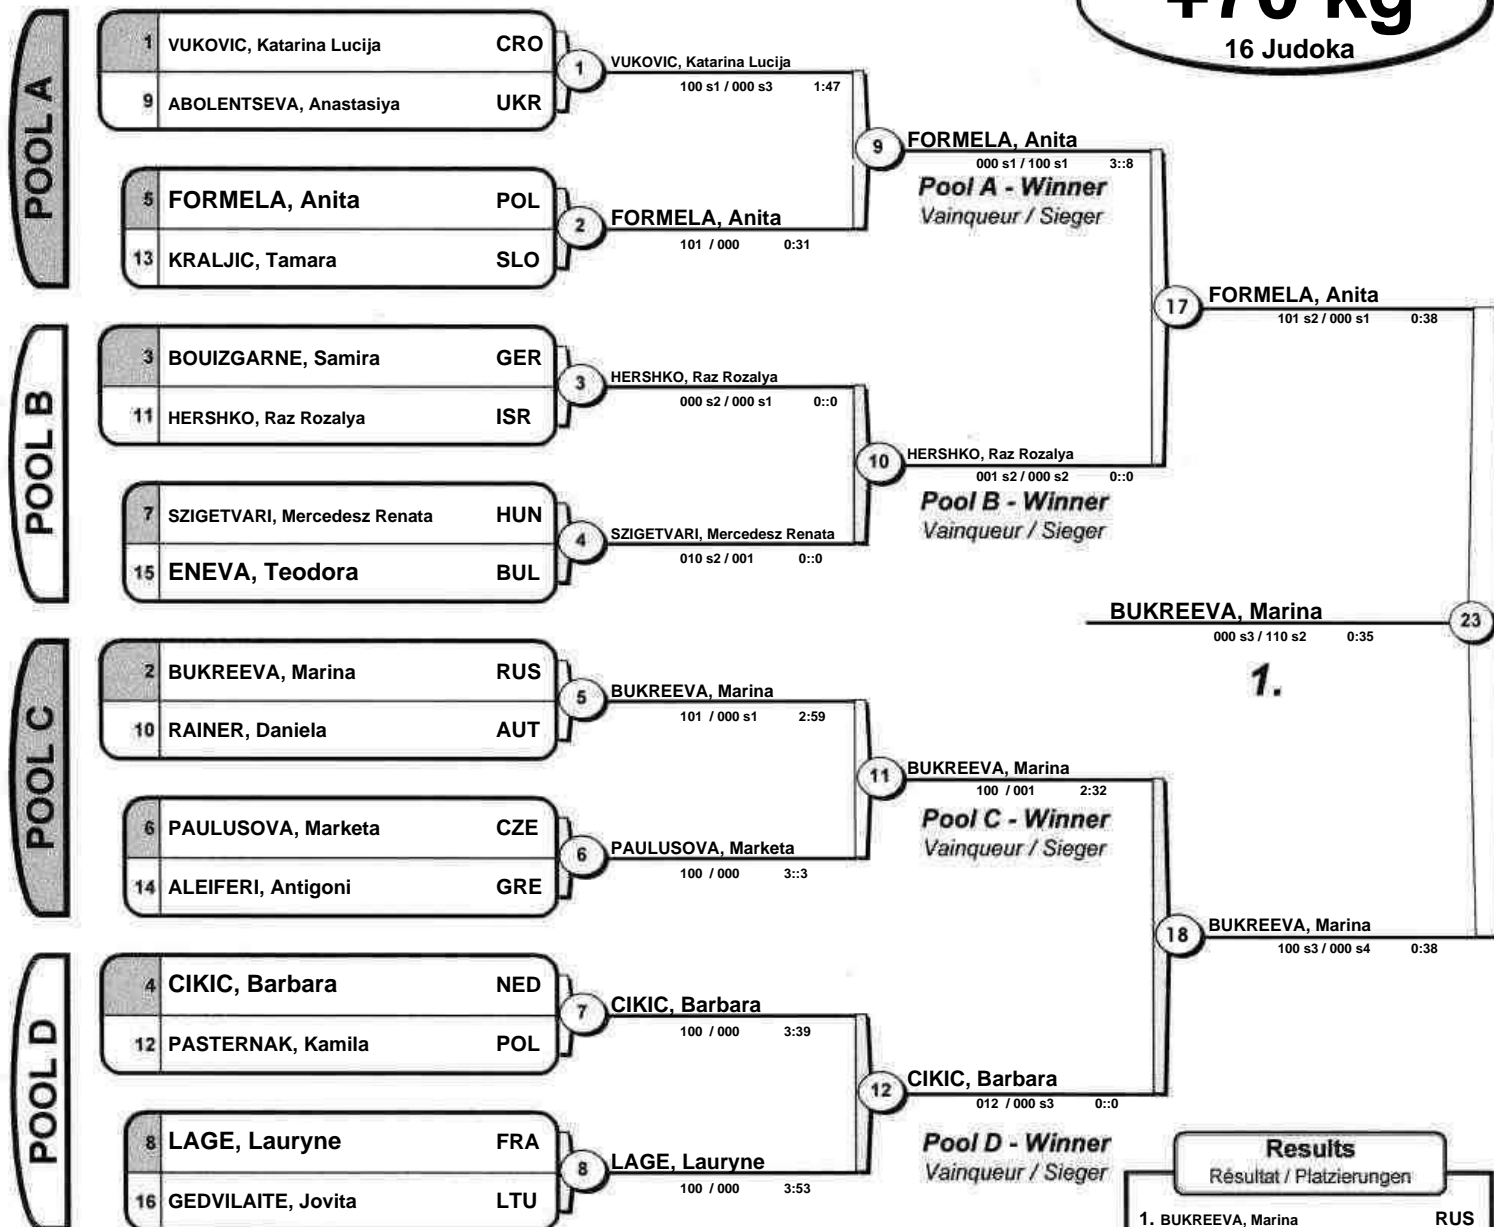 +70 kg
16 Judoka
POOL A
1 VUKOVIC, Katarina Lucija CRO
9 ABOLENTSEVA, Anastasiya UKR
1 VUKOVIC, Katarina Lucija
100 s1 / 000 s3 1:47
5 FORMELA, Anita POL
13 KRALJIC, Tamara SLO
2 FORMELA, Anita
101 / 000 0:31
9 FORMELA, Anita
000 s1 / 100 s1 3::8
Pool A - Winner
Vainqueur / Sieger
POOL B
3 BOUIZGARNE, Samira GER
11 HERSHKO, Raz Rozalya ISR
3 HERSHKO, Raz Rozalya
000 s2 / 000 s1 0::0
7 SZIGETVARI, Mercedesz Renata HUN
15 ENEVA, Teodora BUL
4 SZIGETVARI, Mercedesz Renata
010 s2 / 001 0::0
10 HERSHKO, Raz Rozalya
001 s2 / 000 s2 0::0
Pool B - Winner
Vainqueur / Sieger
17 FORMELA, Anita
101 s2 / 000 s1 0:38
BUKREEVA, Marina 23
000 s3 / 110 s2 0:35
1.
POOL C
2 BUKREEVA, Marina RUS
10 RAINER, Daniela AUT
5 BUKREEVA, Marina
101 / 000 s1 2:59
6 PAULUSOVA, Marketa CZE
14 ALEIFERI, Antigoni GRE
6 PAULUSOVA, Marketa
100 / 000 3::3
11 BUKREEVA, Marina
100 / 001 2:32
Pool C - Winner
Vainqueur / Sieger
POOL D
4 CIKIC, Barbara NED
12 PASTERNAK, Kamila POL
7 CIKIC, Barbara
100 / 000 3:39
8 LAGE, Lauryne FRA
16 GEDVILAITE, Jovita LTU
8 LAGE, Lauryne
100 / 000 3:53
12 CIKIC, Barbara
012 / 000 s3 0::0
Pool D - Winner
Vainqueur / Sieger
18 BUKREEVA, Marina
100 s3 / 000 s4 0:38
Results
Résultat / Platzierungen
1. BUKREEVA, Marina RUS